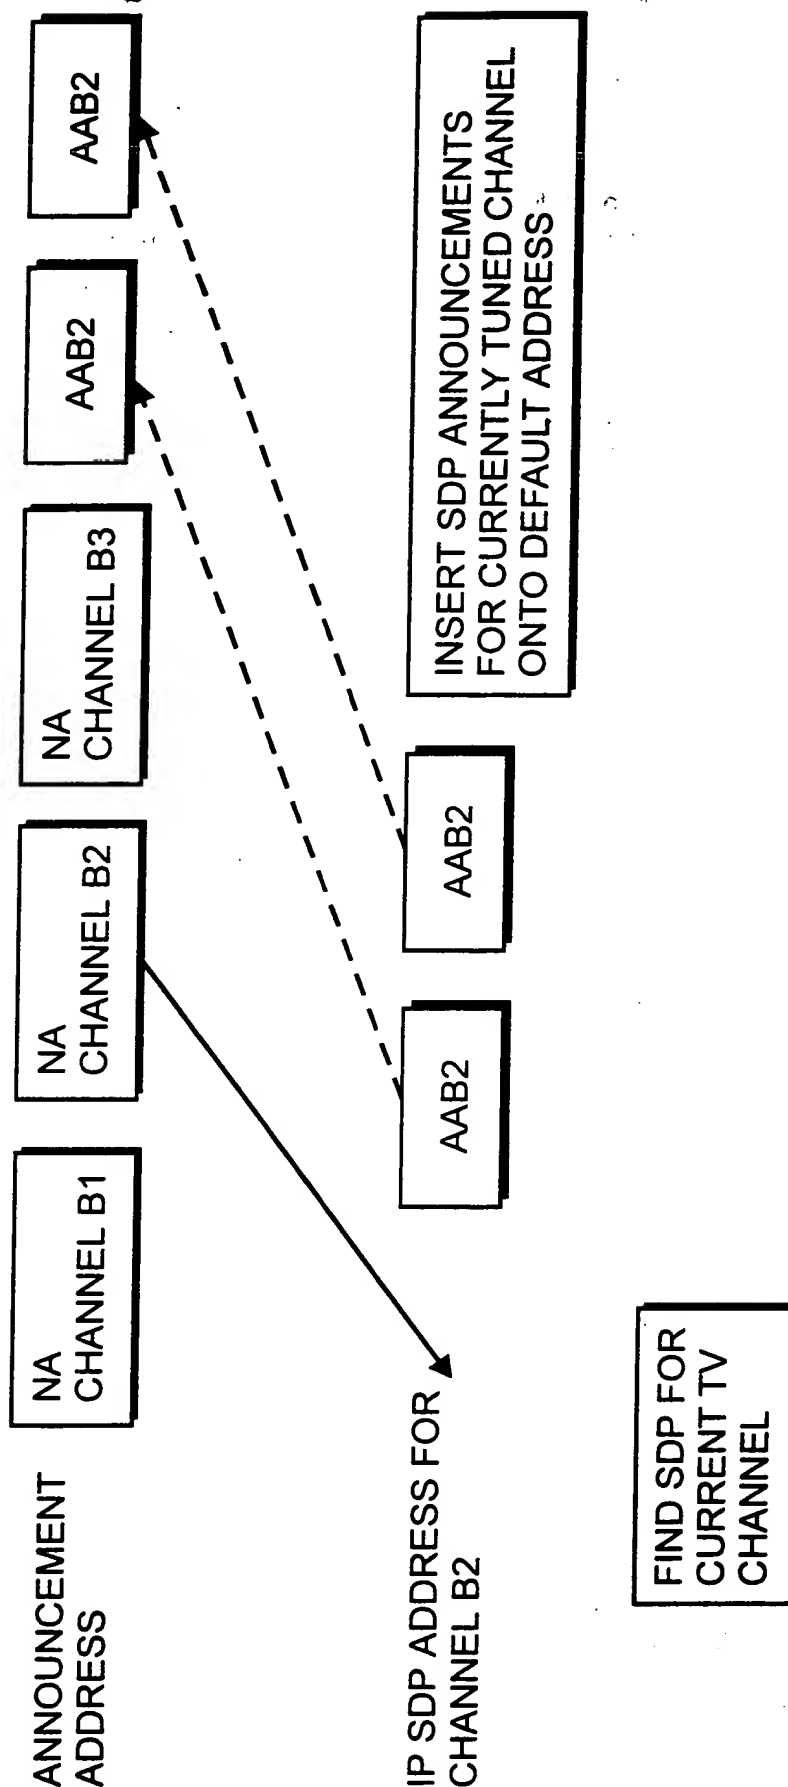 ANNOUNCEMENT
ADDRESS
NA
CHANNEL B1
NA
CHANNEL B2
NA
CHANNEL B3
AAB2
AAB2
IP SDP ADDRESS FOR
CHANNEL B2
AAB2
AAB2
INSERT SDP ANNOUNCEMENTS
FOR CURRENTLY TUNED CHANNEL
ONTO DEFAULT ADDRESS
FIND SDP FOR
CURRENT TV
CHANNEL